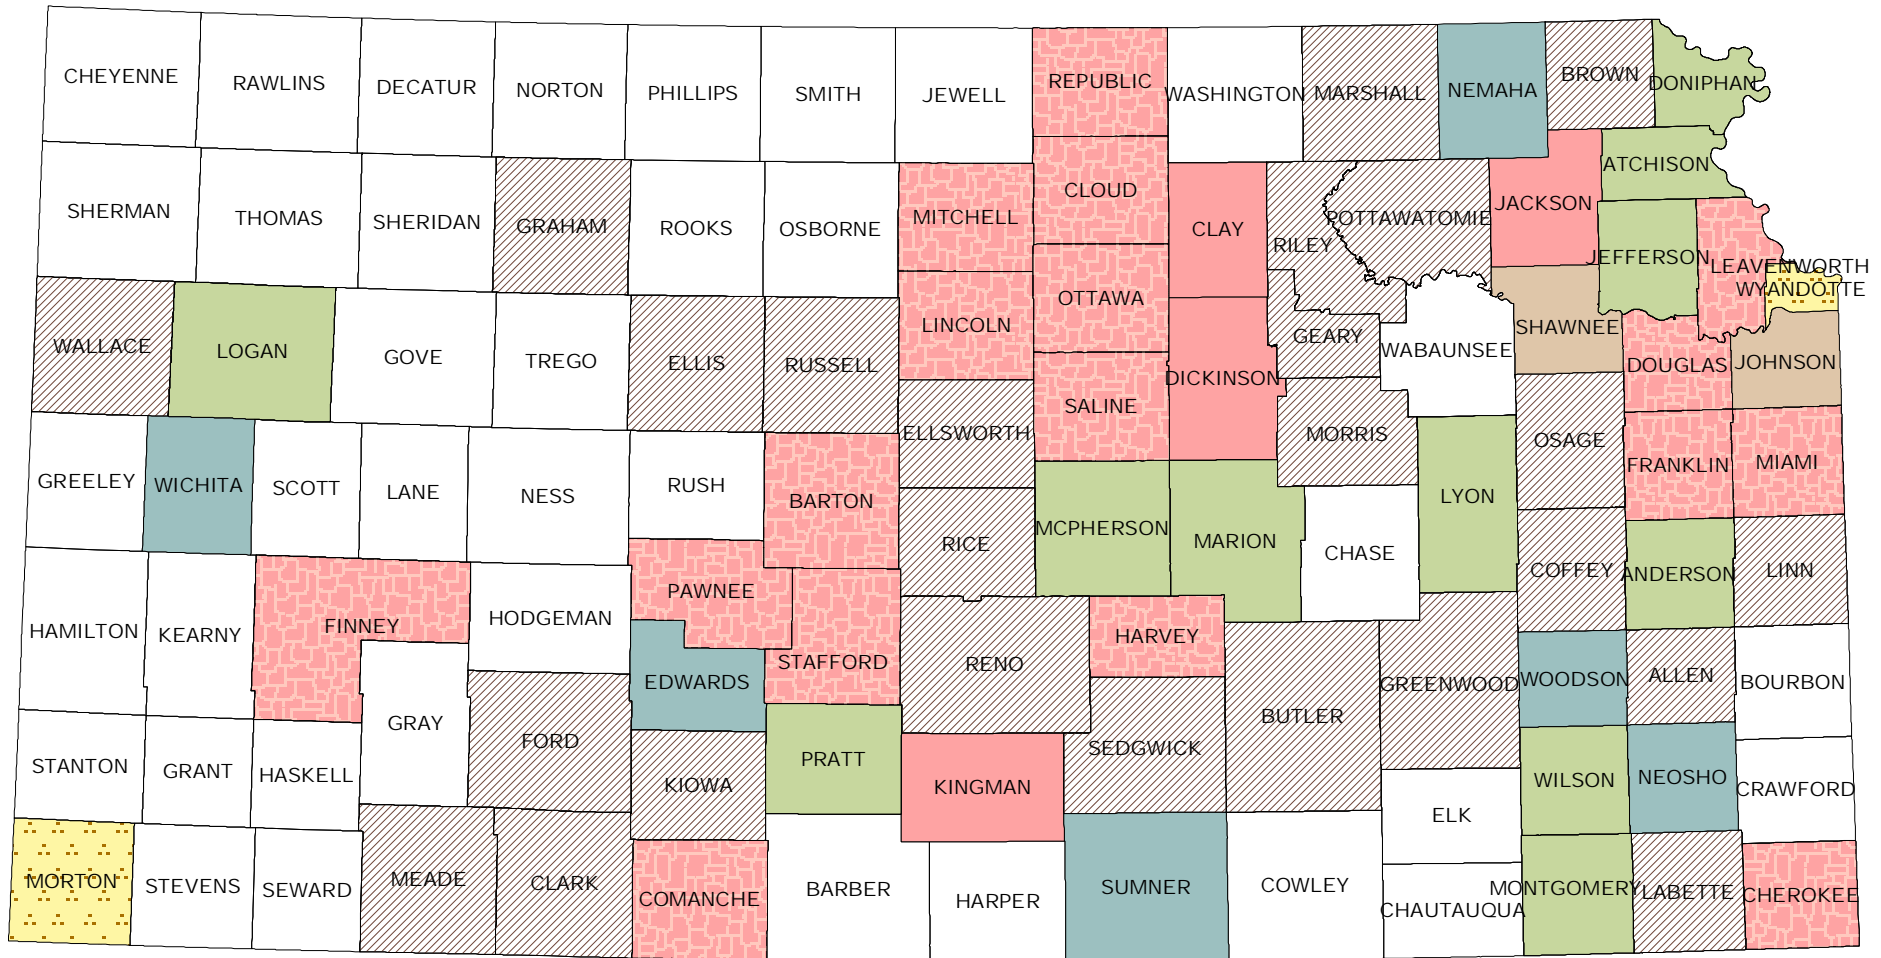 CHEYENNE
RAWLINS
DECATUR
NORTON
PHILLIPS
SMITH
JEWELL
REPUBLIC
WASHINGTON
MARSHALL
NEMAHA
BROWN
DONIPHAN
SHERMAN
THOMAS
SHERIDAN
GRAHAM
ROOKS
OSBORNE
MITCHELL
CLOUD
CLAY
RILEY
POTTAWATOMIE
JACKSON
ATCHISON
JEFFERSON
LEAVENWORTH
WYANDOTTE
WALLACE
LOGAN
GOVE
TREGO
ELLIS
RUSSELL
LINCOLN
OTTAWA
SALINE
DICKINSON
GEARY
WABAUNSEE
SHAWNEE
DOUGLAS
JOHNSON
GREELEY
WICHITA
SCOTT
LANE
NESS
RUSH
BARTON
ELLSWORTH
RICE
MCPHERSON
MARION
MORRIS
CHASE
LYON
OSAGE
FRANKLIN
MIAMI
HAMILTON
KEARNY
FINNEY
HODGEMAN
PAWNEE
STAFFORD
EDWARDS
RENO
HARVEY
COFFEY
ANDERSON
LINN
STANTON
GRANT
HASKELL
GRAY
FORD
KIOWA
PRATT
KINGMAN
SEDGWICK
BUTLER
GREENWOOD
WOODSON
ALLEN
BOURBON
ELK
WILSON
NEOSHO
CRAWFORD
MORTON
STEVENS
SEWARD
MEADE
CLARK
COMANCHE
BARBER
HARPER
SUMNER
COWLEY
CHAUTAUQUA
MONTGOMERY
LABETTE
CHEROKEE